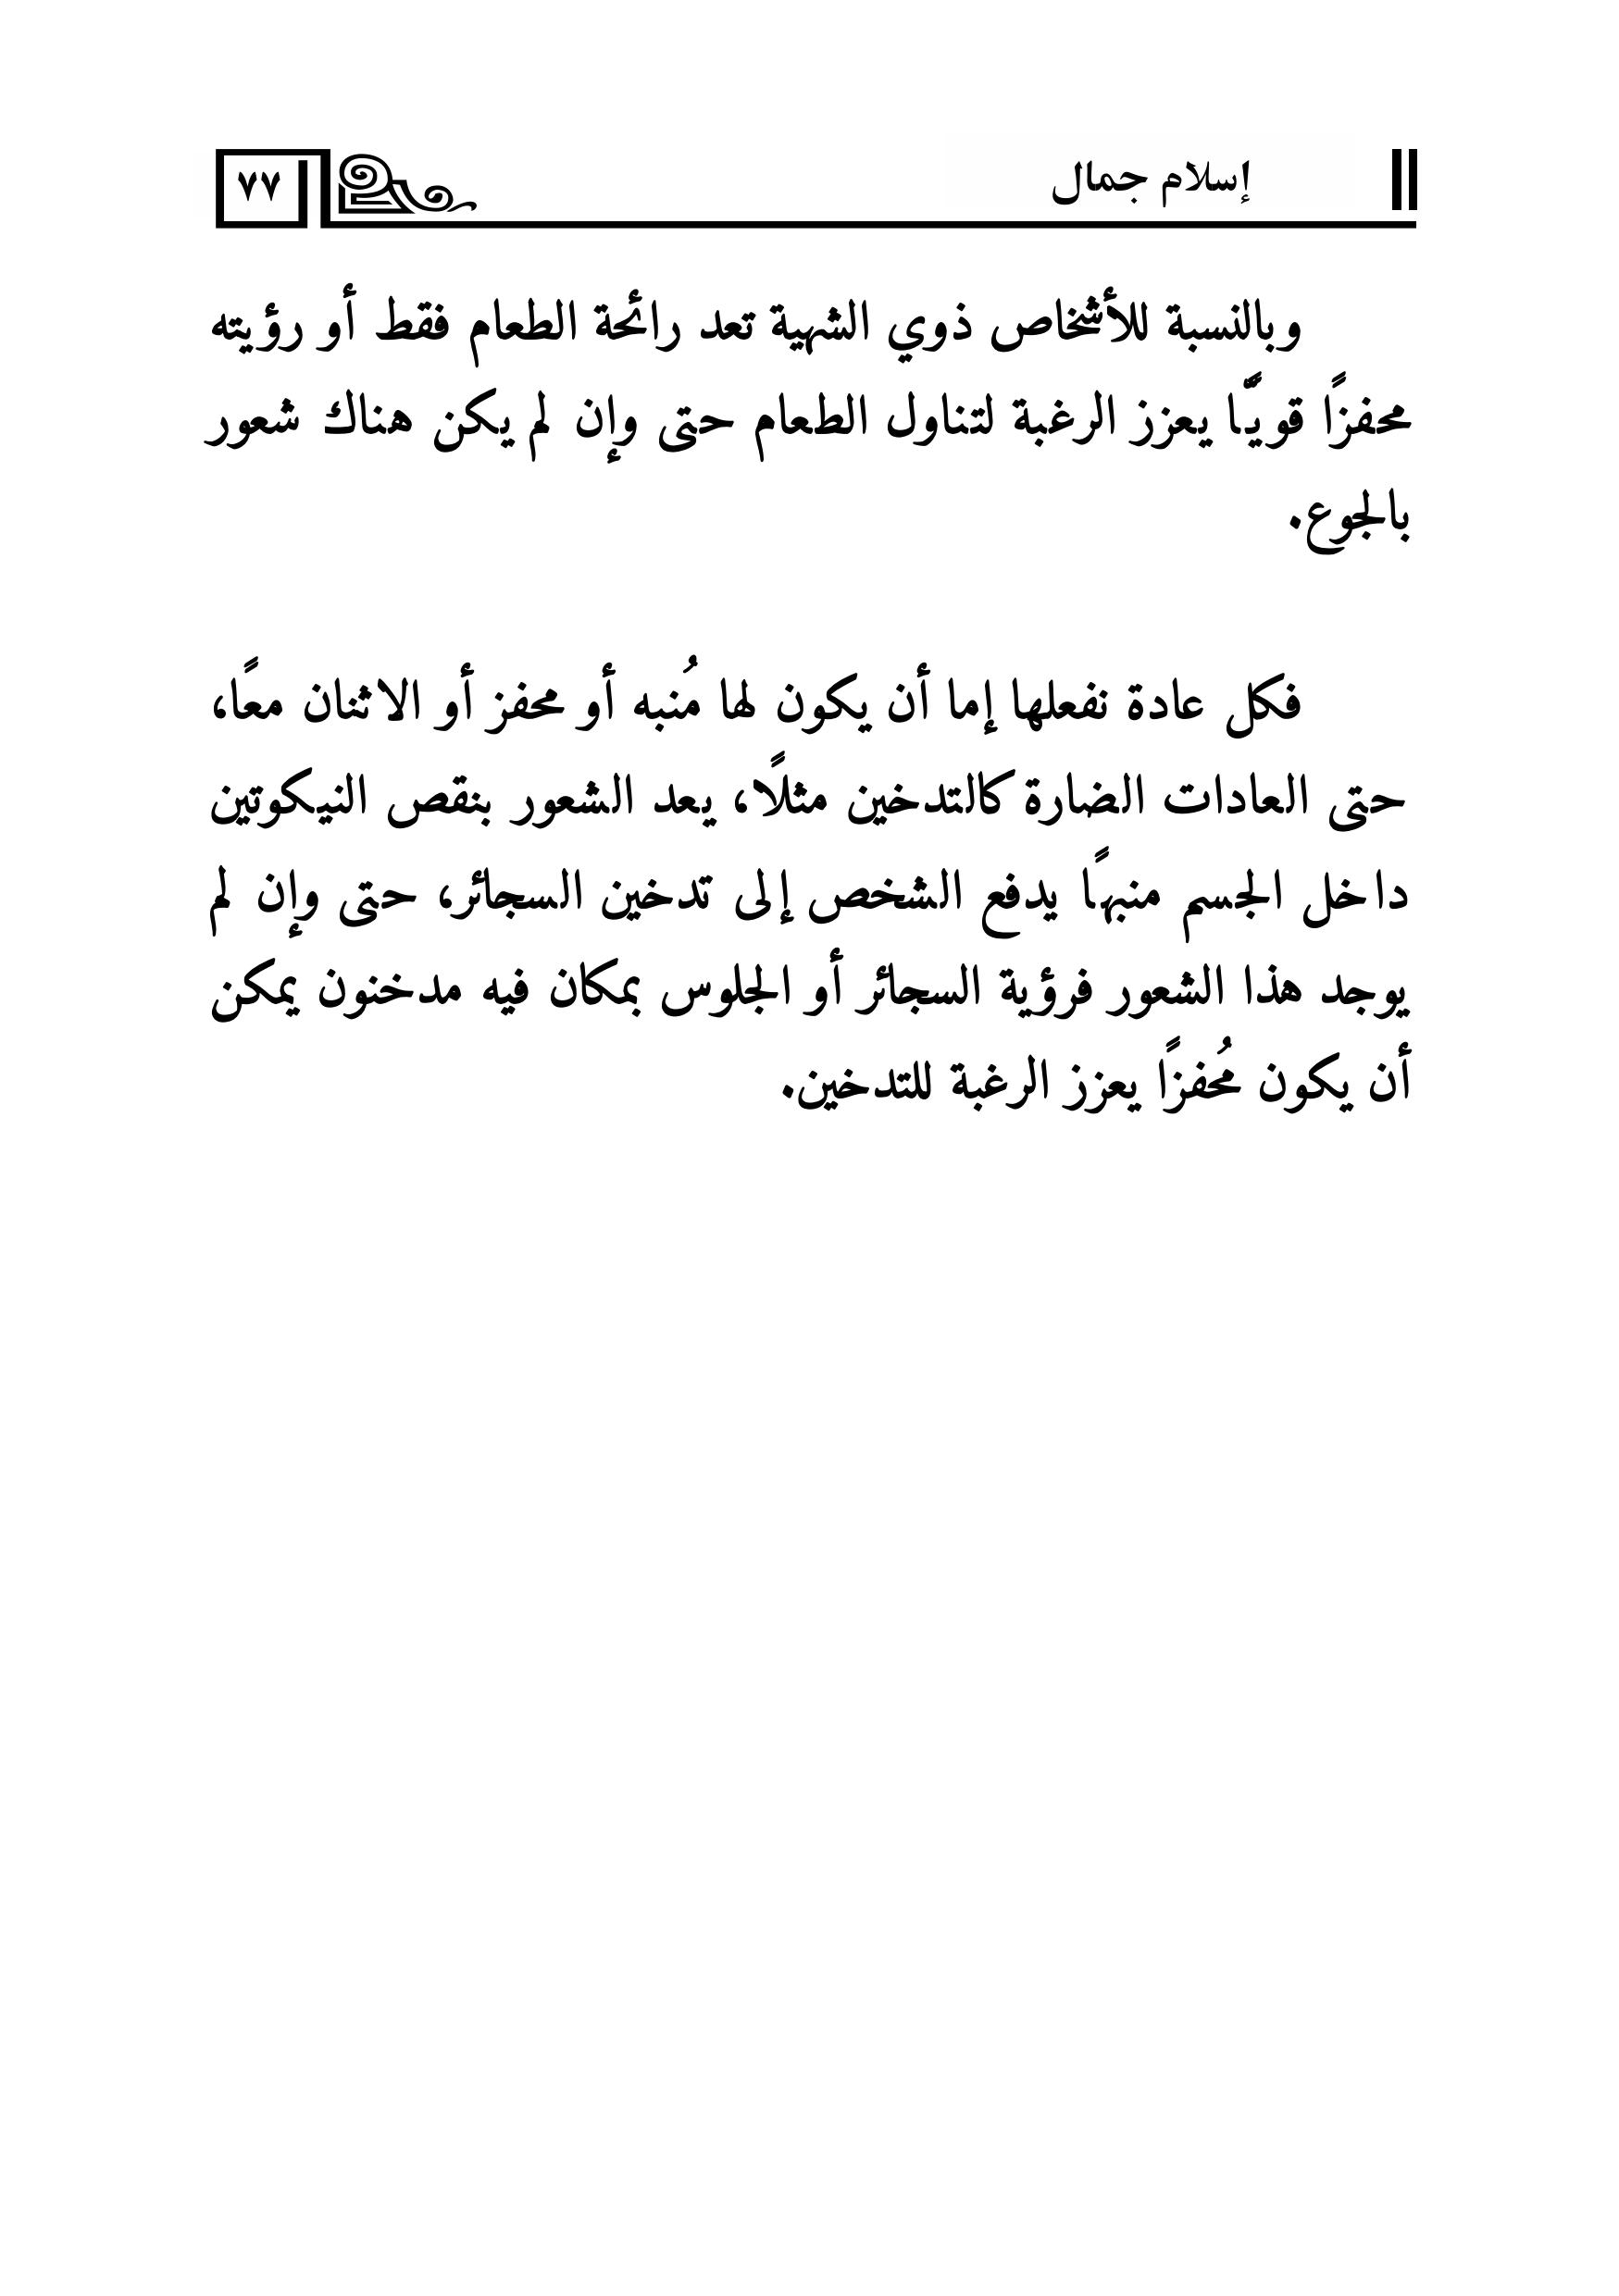 إسلام جمال
٧٧
وبالنسبة للأشخاص ذوي الشهية تعد رائحة الطعام فقط أو رؤيته
محفزًا قويًّا يعزز الرغبة لتناول الطعام حتى وإن لم يكن هناك شعور
بالجوع.
فكل عادة نفعلها إما أن يكون لها مُنبه أو محفز أو الاثنان معًا،
حتى العادات الضارة كالتدخين مثلًا، يعد الشعور بنقص النيكوتين
داخل الجسم منبهًا يدفع الشخص إلى تدخين السجائر، حتى وإن لم
يوجد هذا الشعور فرؤية السجائر أو الجلوس بمكان فيه مدخنون يمكن
أن يكون مُحفزًا يعزز الرغبة للتدخين.